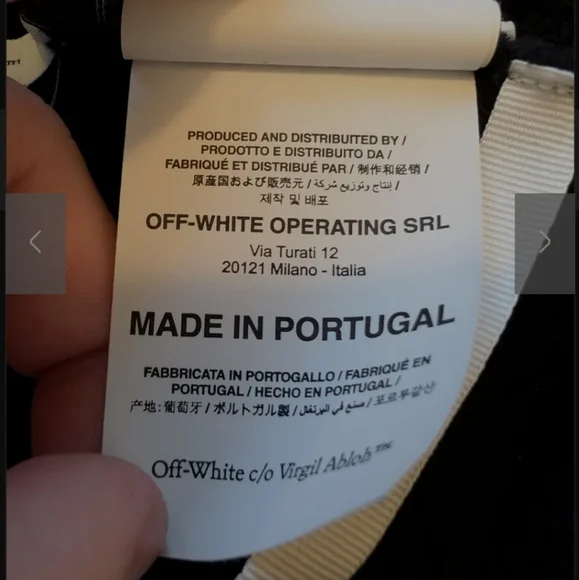 PRODUCED AND DISTRIBUITED BY /
PRODOTTO E DISTRIBUITO DA /
FABRIQUÉ ET DISTRIBUÉ PAR / 制作和经销 /
原産国および販売元 / إنتاج وتوزيع شركة /
제작 및 배포
OFF-WHITE OPERATING SRL
Via Turati 12
20121 Milano - Italia
MADE IN PORTUGAL
FABBRICATA IN PORTOGALLO / FABRIQUÉ EN
PORTUGAL / HECHO EN PORTUGAL /
产地: 葡萄牙 / ポルトガル製 / صنع في البرتغال / 포르투갈산
Off-White c/o Virgil Abloh™